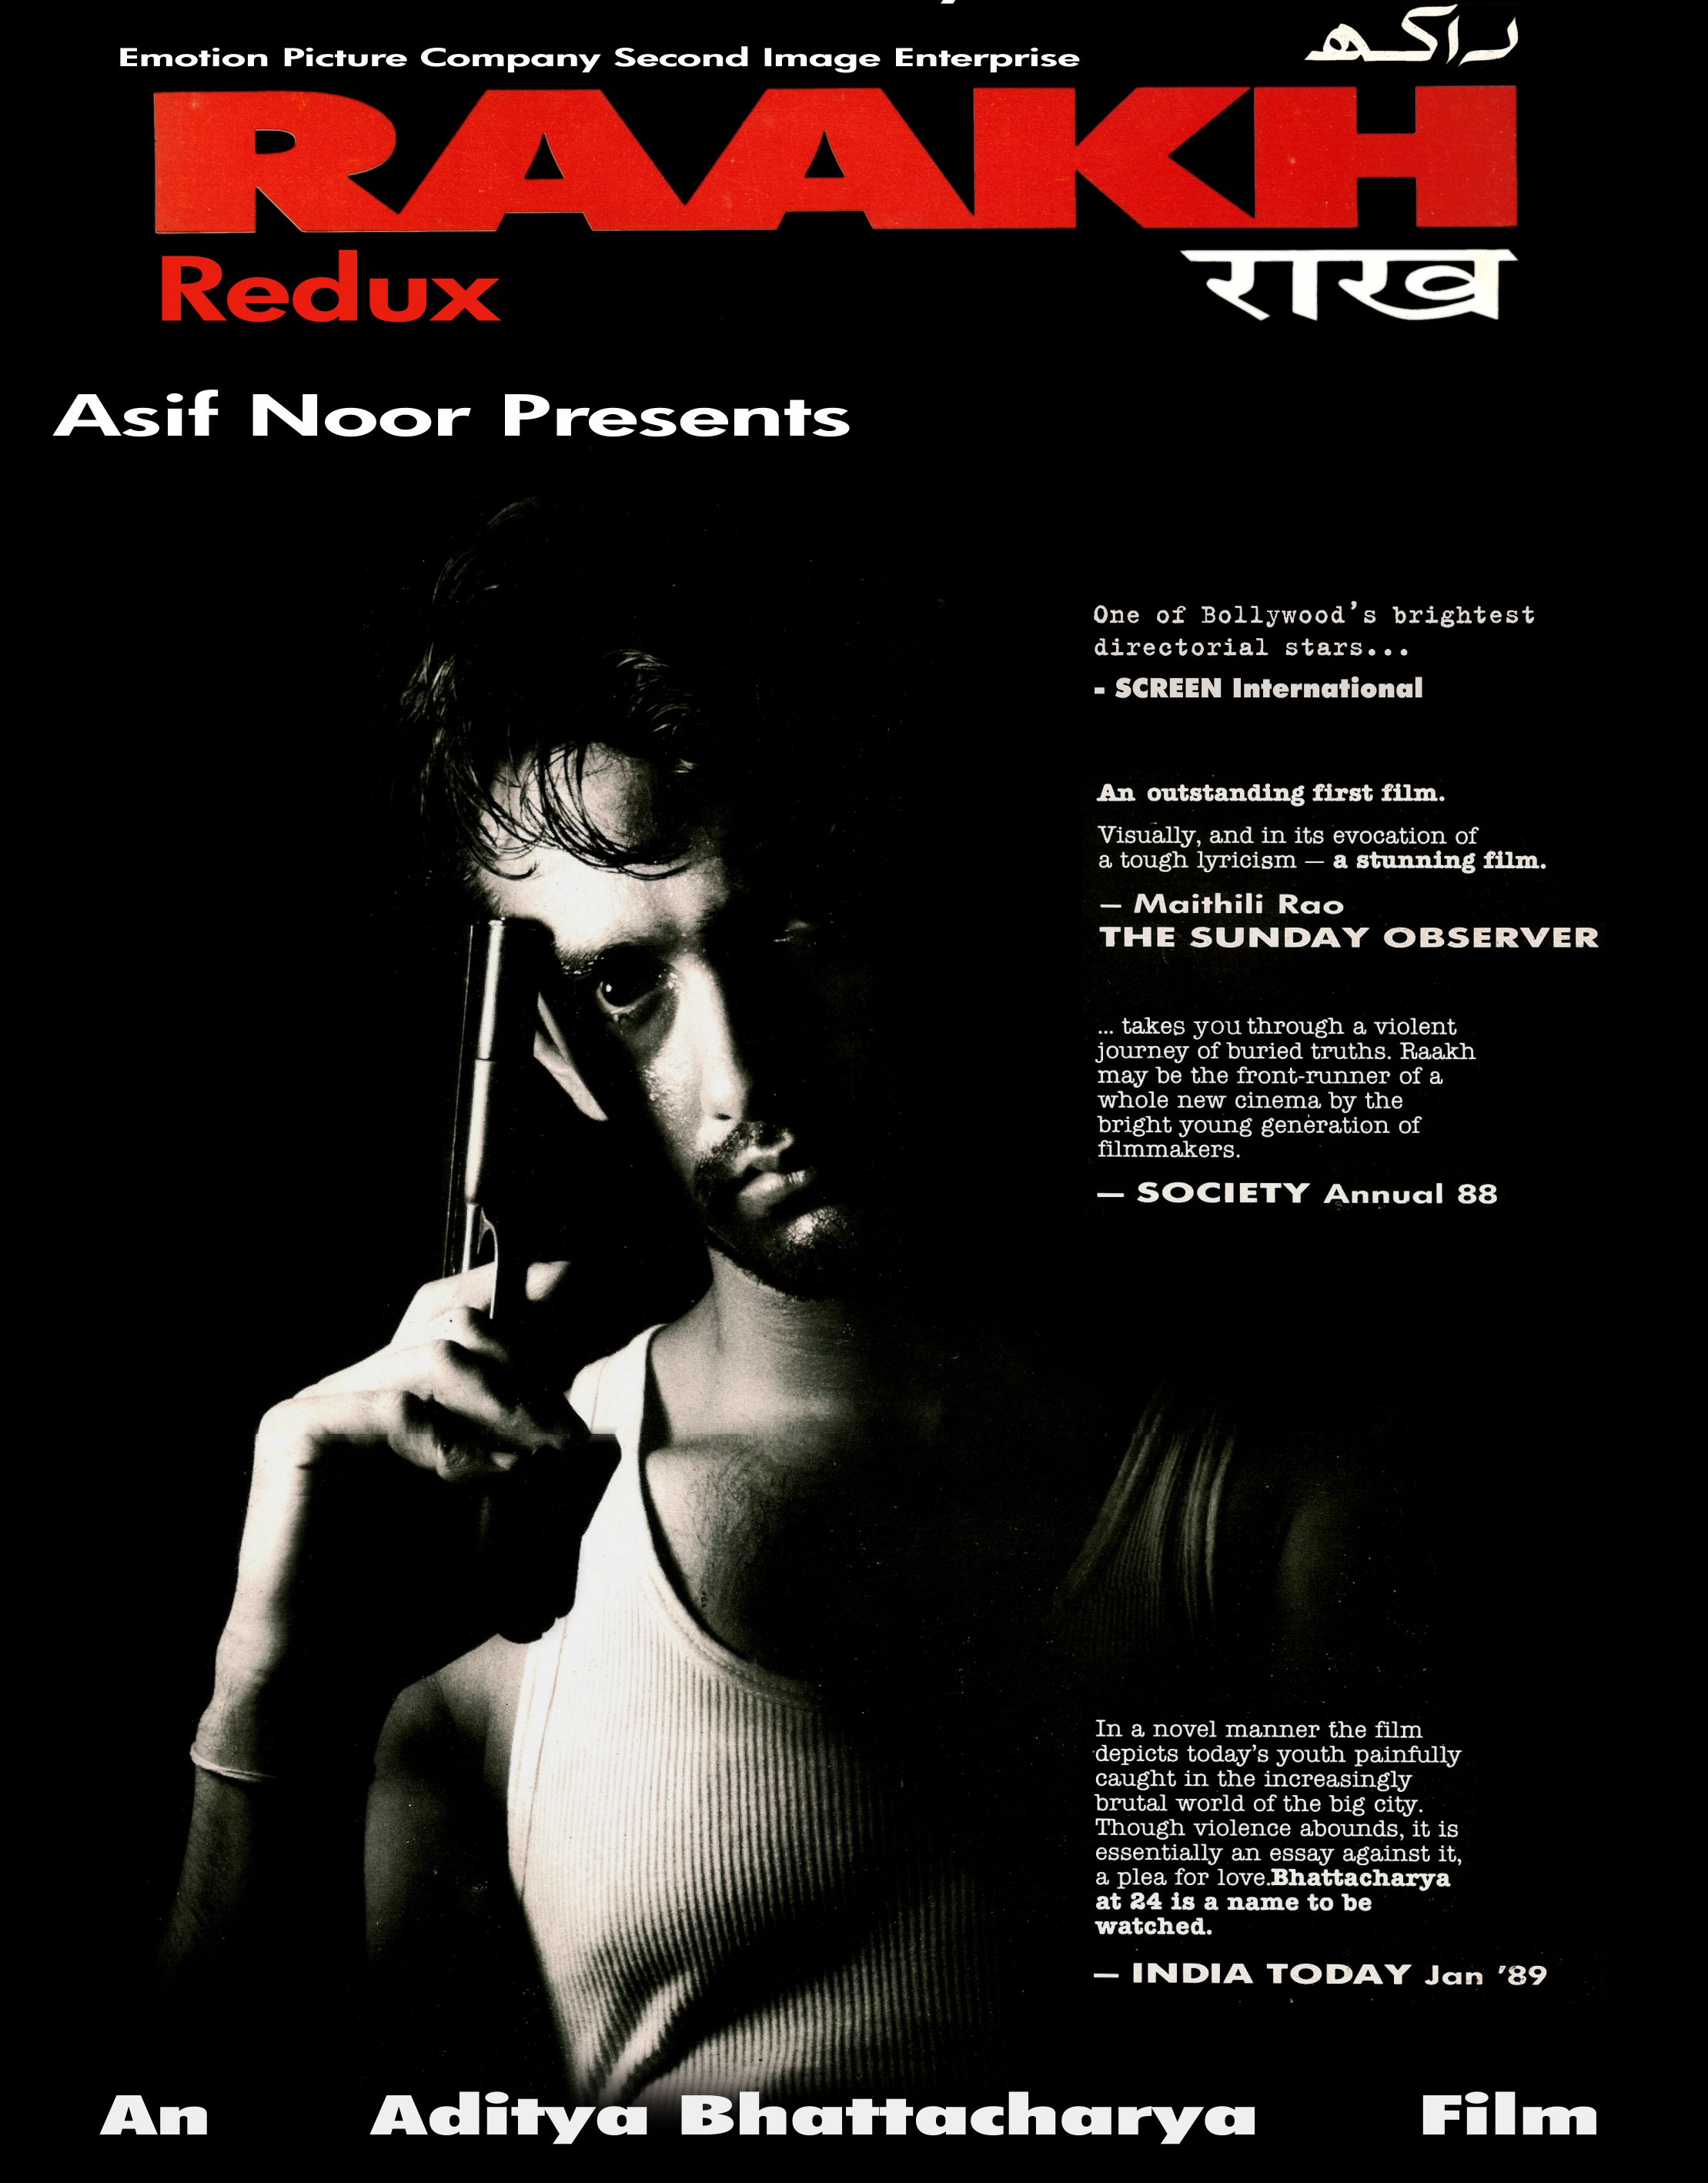 Emotion Picture Company Second Image Enterprise
راکھ
RAAKH
Redux
राख
Asif Noor Presents
One of Bollywood's brightest
directorial stars...
- SCREEN International
An outstanding first film.
Visually, and in its evocation of
a tough lyricism — a stunning film.
— Maithili Rao
THE SUNDAY OBSERVER
... takes you through a violent
journey of buried truths. Raakh
may be the front-runner of a
whole new cinema by the
bright young generation of
filmmakers.
— SOCIETY Annual 88
In a novel manner the film
depicts today's youth painfully
caught in the increasingly
brutal world of the big city.
Though violence abounds, it is
essentially an essay against it,
a plea for love.Bhattacharya
at 24 is a name to be
watched.
— INDIA TODAY Jan '89
An Aditya Bhattacharya Film